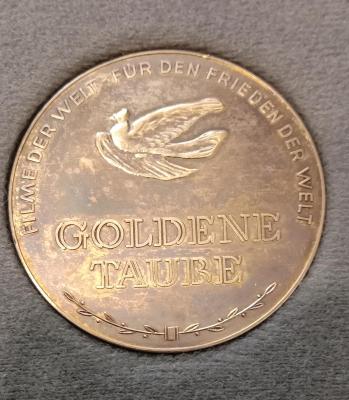 FILME DER WELT · FÜR DEN FRIEDEN DER WELT
GOLDENE
TAUBE